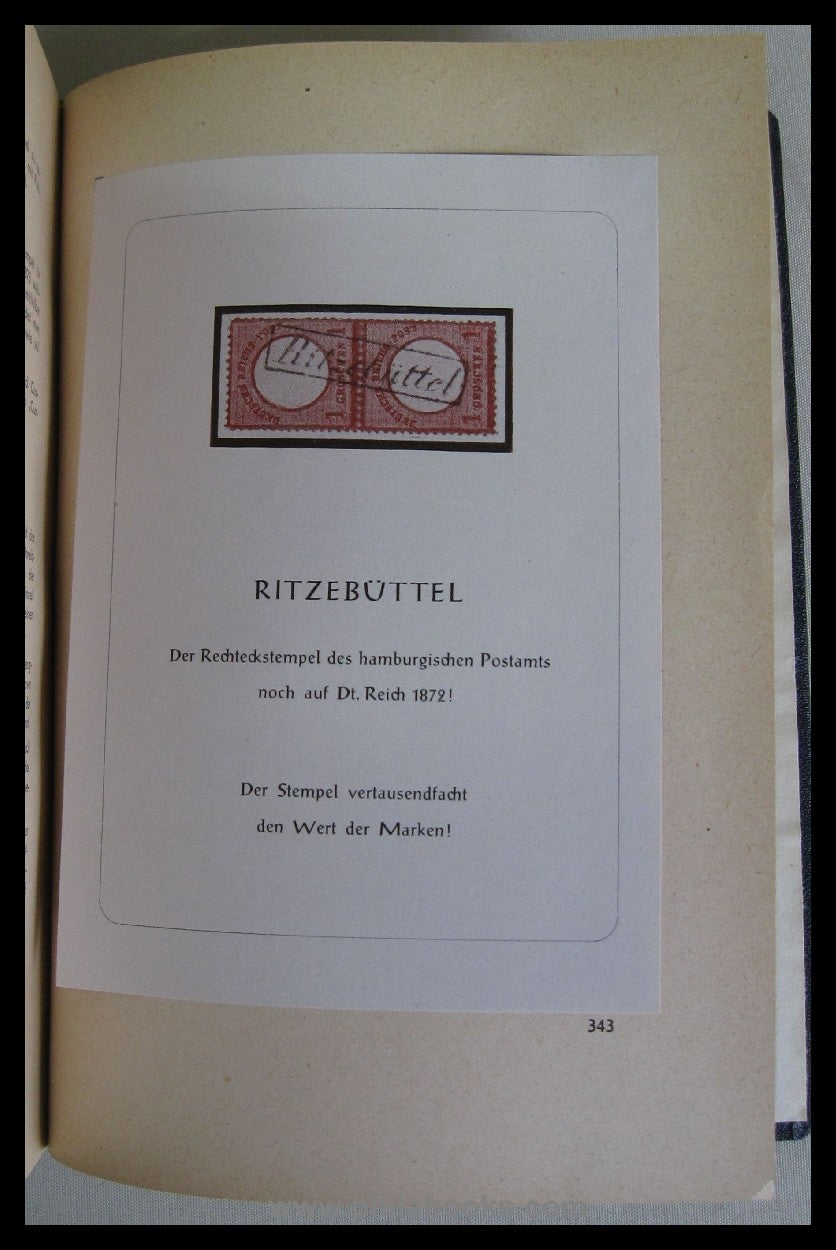 Ritzebüttel
RITZEBÜTTEL
Der Rechteckstempel des hamburgischen Postamts
noch auf Dt. Reich 1872!
Der Stempel vertausendfacht
den Wert der Marken!
343